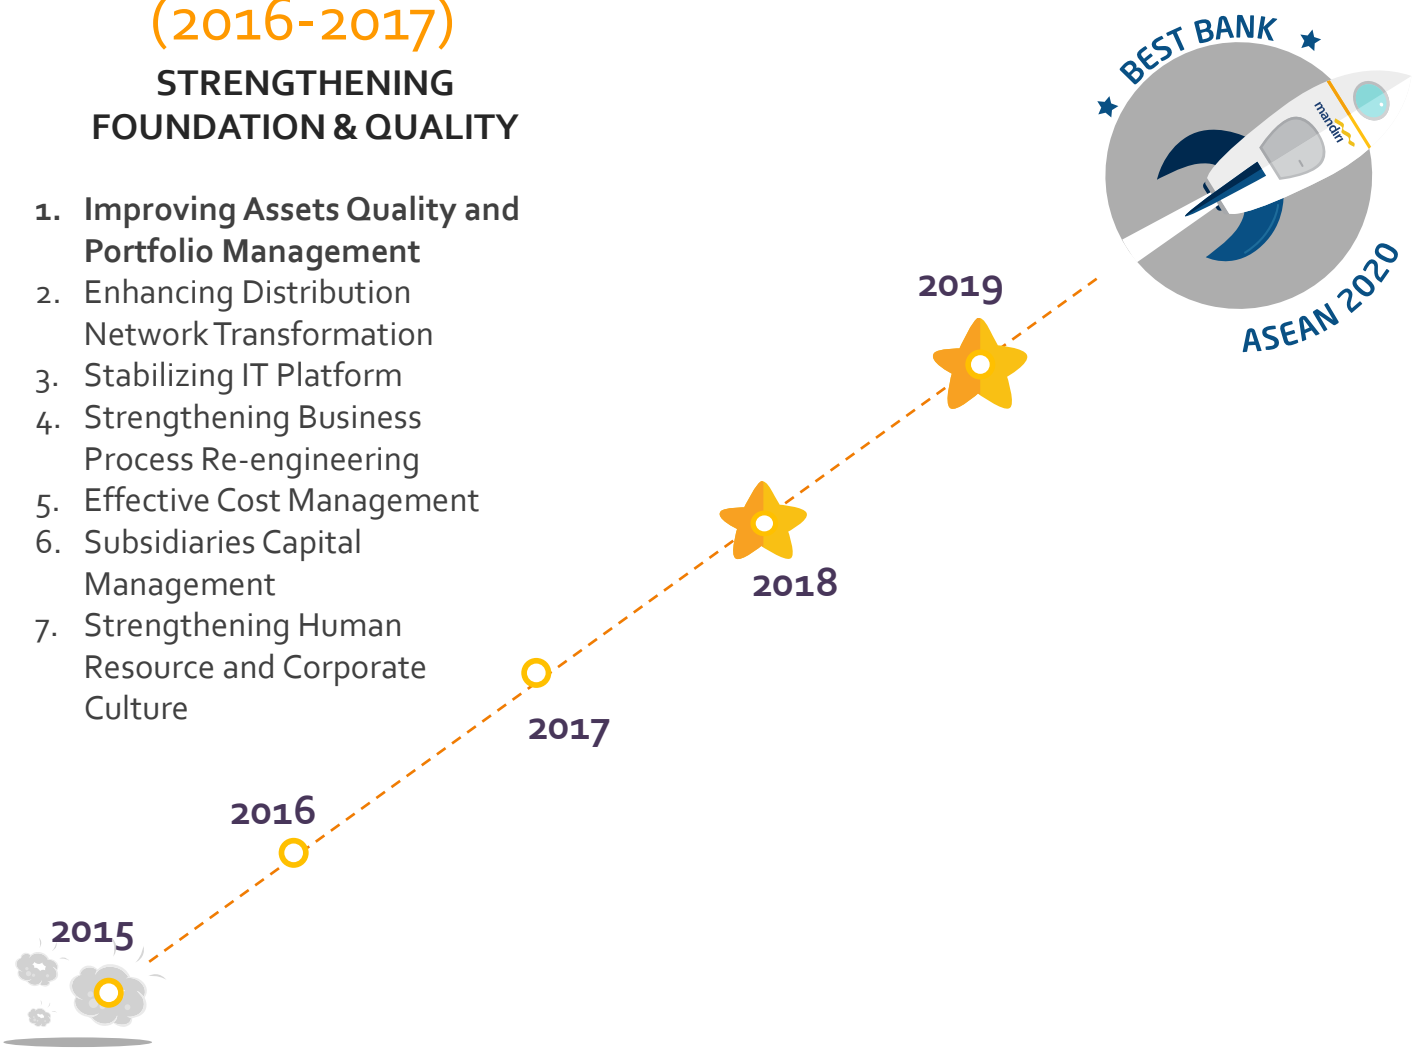 (2016-2017)
STRENGTHENING
FOUNDATION & QUALITY
1. Improving Assets Quality and
Portfolio Management
2. Enhancing Distribution
Network Transformation
3. Stabilizing IT Platform
4. Strengthening Business
Process Re-engineering
5. Effective Cost Management
6. Subsidiaries Capital
Management
7. Strengthening Human
Resource and Corporate
Culture
2015
2016
2017
2018
2019
BEST BANK
mandiri
ASEAN 2020